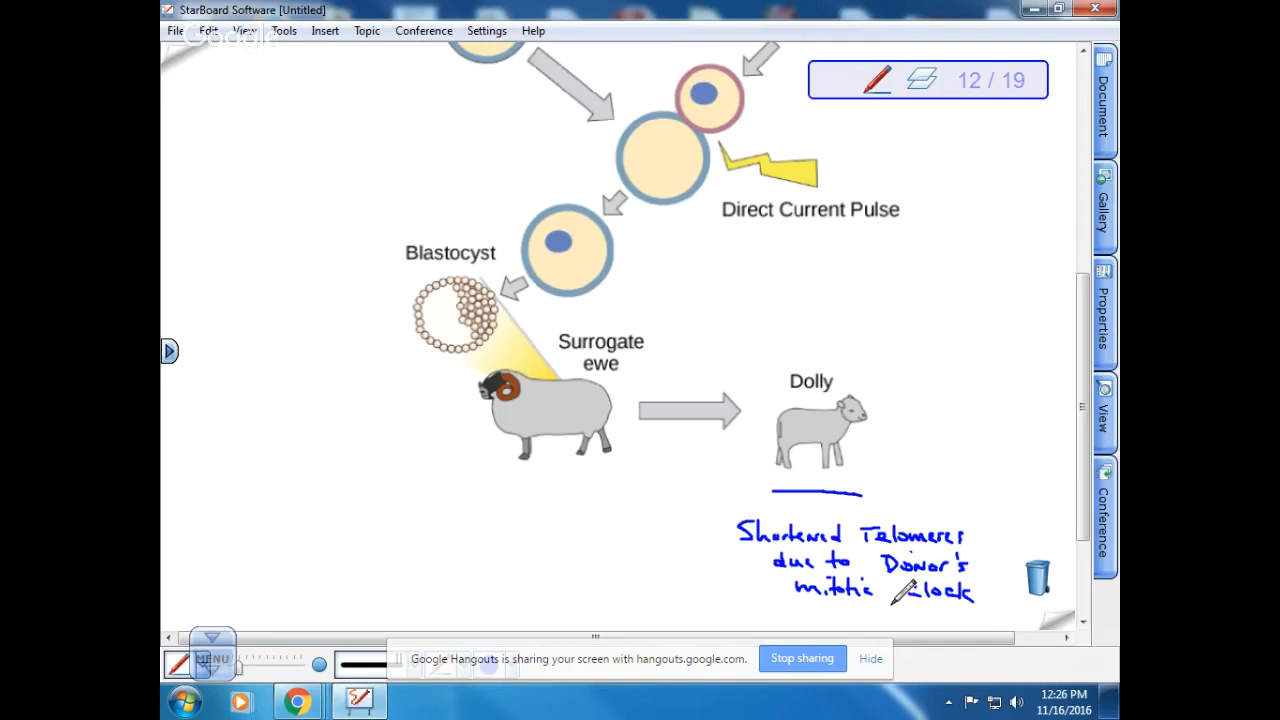 StarBoard Software [Untitled]
File Edit View Tools Insert Topic Conference Settings Help
Google
12 / 19
Direct Current Pulse
Blastocyst
Surrogate
ewe
Dolly
Shortened Telomeres
due to Donor's
mitotic clock
Document
Gallery
Properties
View
Conference
MENU
Google Hangouts is sharing your screen with hangouts.google.com.
Stop sharing
Hide
12:26 PM
11/16/2016